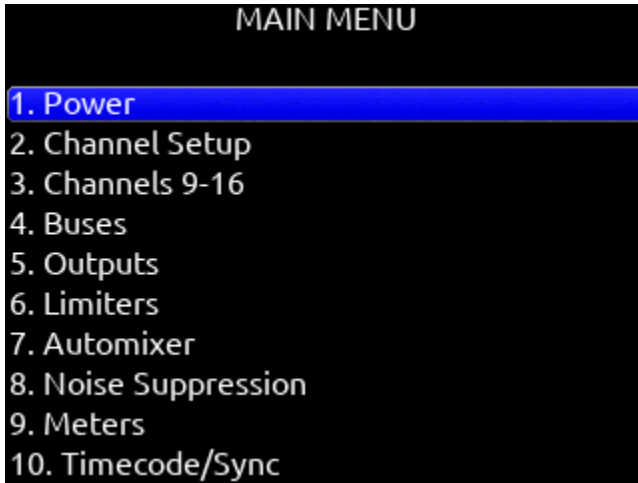 MAIN MENU
1. Power
2. Channel Setup
3. Channels 9-16
4. Buses
5. Outputs
6. Limiters
7. Automixer
8. Noise Suppression
9. Meters
10. Timecode/Sync